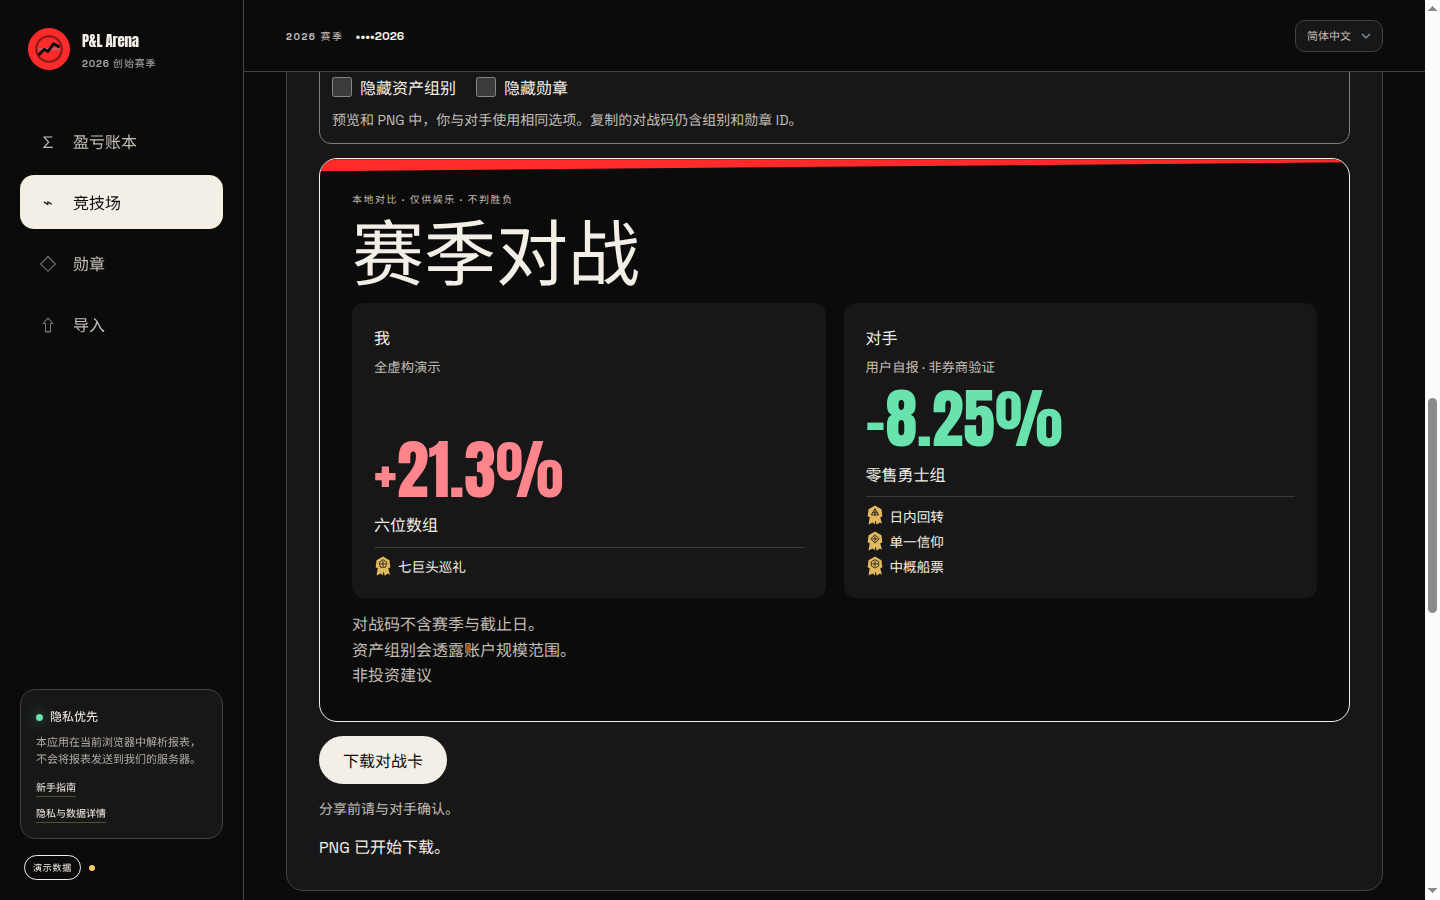 P&L Arena
2026 创始赛季
盈亏账本
竞技场
勋章
导入
隐私优先
本应用在当前浏览器中解析报表，
不会将报表发送到我们的服务器。
新手指南
隐私与数据详情
演示数据
2026 赛季 ••••2026
简体中文
隐藏资产组别 隐藏勋章
预览和 PNG 中，你与对手使用相同选项。复制的对战码仍含组别和勋章 ID。
本地对比 · 仅供娱乐 · 不判胜负
赛季对战
我
全虚构演示
+21.3%
六位数组
七巨头巡礼
对手
用户自报 · 非券商验证
-8.25%
零售勇士组
日内回转
单一信仰
中概船票
对战码不含赛季与截止日。
资产组别会透露账户规模范围。
非投资建议
下载对战卡
分享前请与对手确认。
PNG 已开始下载。